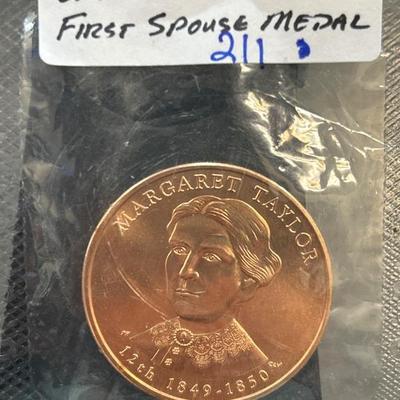 FIRST SPOUSE MEDAL
211
MARGARET TAYLOR
12th 1849-1850